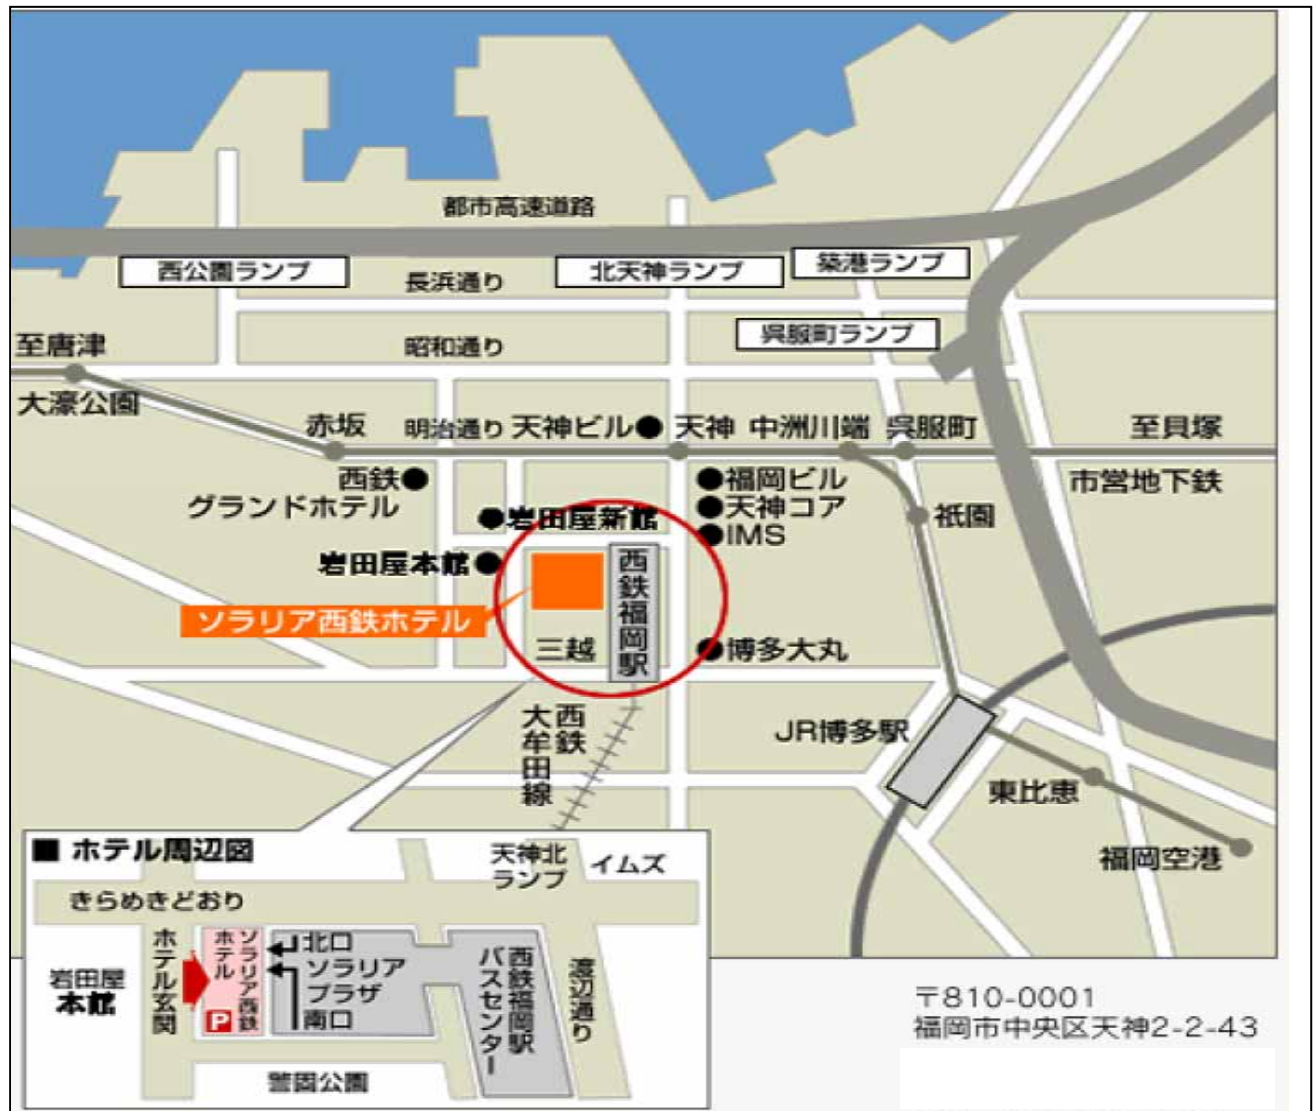 都市高速道路
西公園ランプ
長浜通り
北天神ランプ
築港ランプ
呉服町ランプ
至唐津
昭和通り
大濠公園
赤坂
明治通り
天神ビル
天神
中洲川端
呉服町
至貝塚
西鉄
グランドホテル
福岡ビル
天神コア
IMS
市営地下鉄
祇園
岩田屋新館
岩田屋本館
西鉄福岡駅
ソラリア西鉄ホテル
三越
博多大丸
西鉄
大牟田線
JR博多駅
東比恵
福岡空港
■ ホテル周辺図
天神北
ランプ
イムズ
きらめきどおり
岩田屋
本館
ホテル玄関
ソラリア西鉄
ホテル
P
北口
ソラリア
プラザ
南口
西鉄福岡駅
バスセンター
渡辺通り
警固公園
〒810-0001
福岡市中央区天神2-2-43